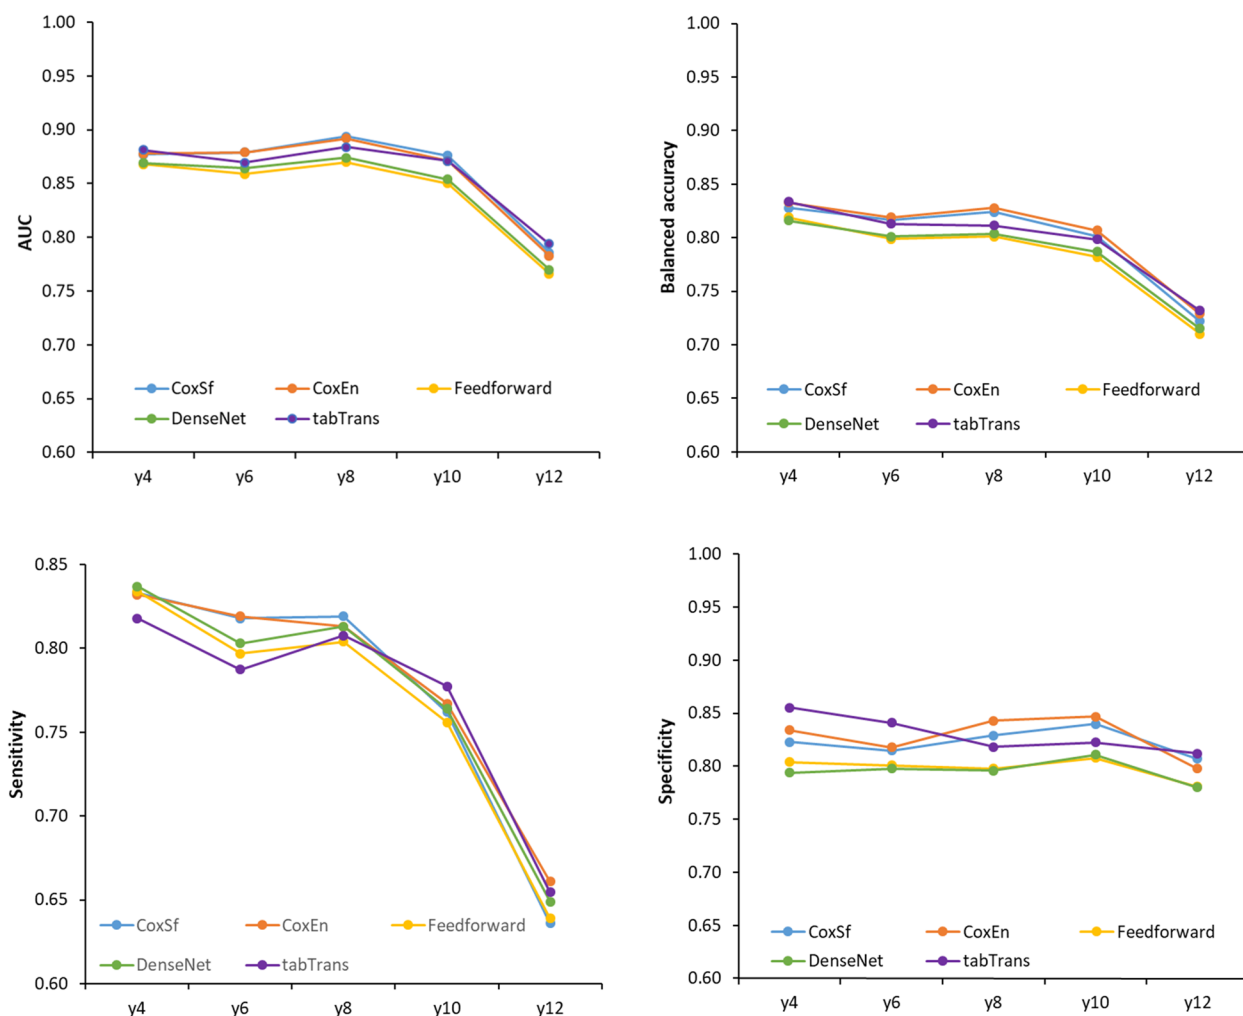 AUC
1.00
0.95
0.90
0.85
0.80
0.75
0.70
0.65
0.60
CoxSf CoxEn Feedforward
DenseNet tabTrans
y4 y6 y8 y10 y12
Balanced accuracy
1.00
0.95
0.90
0.85
0.80
0.75
0.70
0.65
0.60
CoxSf CoxEn Feedforward
DenseNet tabTrans
y4 y6 y8 y10 y12
Sensitivity
0.85
0.80
0.75
0.70
0.65
0.60
CoxSf CoxEn Feedforward
DenseNet tabTrans
y4 y6 y8 y10 y12
Specificity
1.00
0.95
0.90
0.85
0.80
0.75
0.70
0.65
0.60
CoxSf CoxEn Feedforward
DenseNet tabTrans
y4 y6 y8 y10 y12